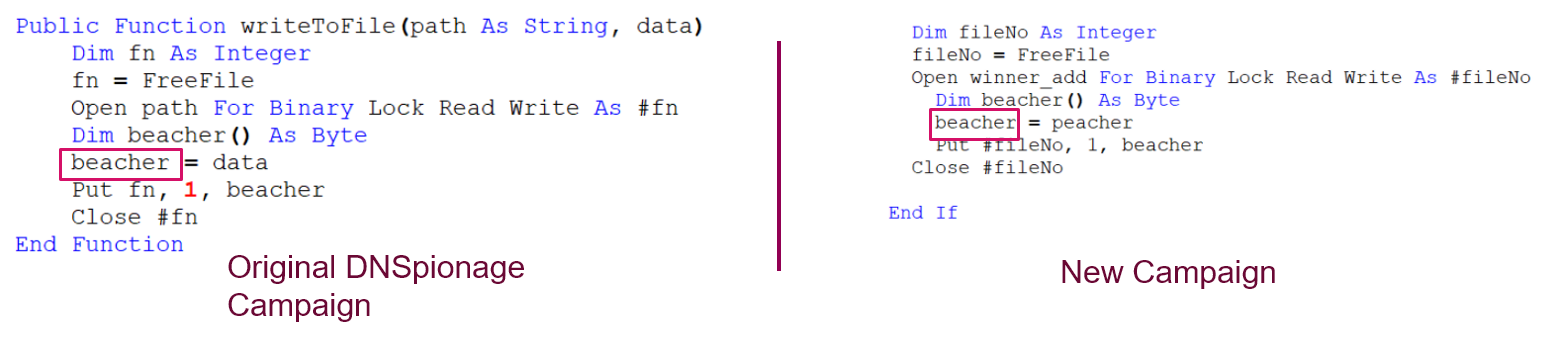 Public Function writeToFile(path As String, data)
Dim fn As Integer
fn = FreeFile
Open path For Binary Lock Read Write As #fn
Dim beacher() As Byte
beacher = data
Put fn, 1, beacher
Close #fn
End Function
Original DNSpionage
Campaign
Dim fileNo As Integer
fileNo = FreeFile
Open winner_add For Binary Lock Read Write As #fileNo
Dim beacher() As Byte
beacher = peacher
Put #fileNo, 1, beacher
Close #fileNo
End If
New Campaign